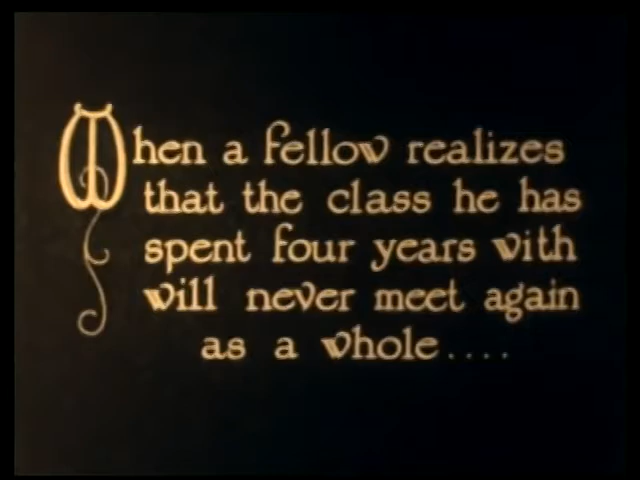 When a fellow realizes
that the class he has
spent four years with
will never meet again
as a whole....